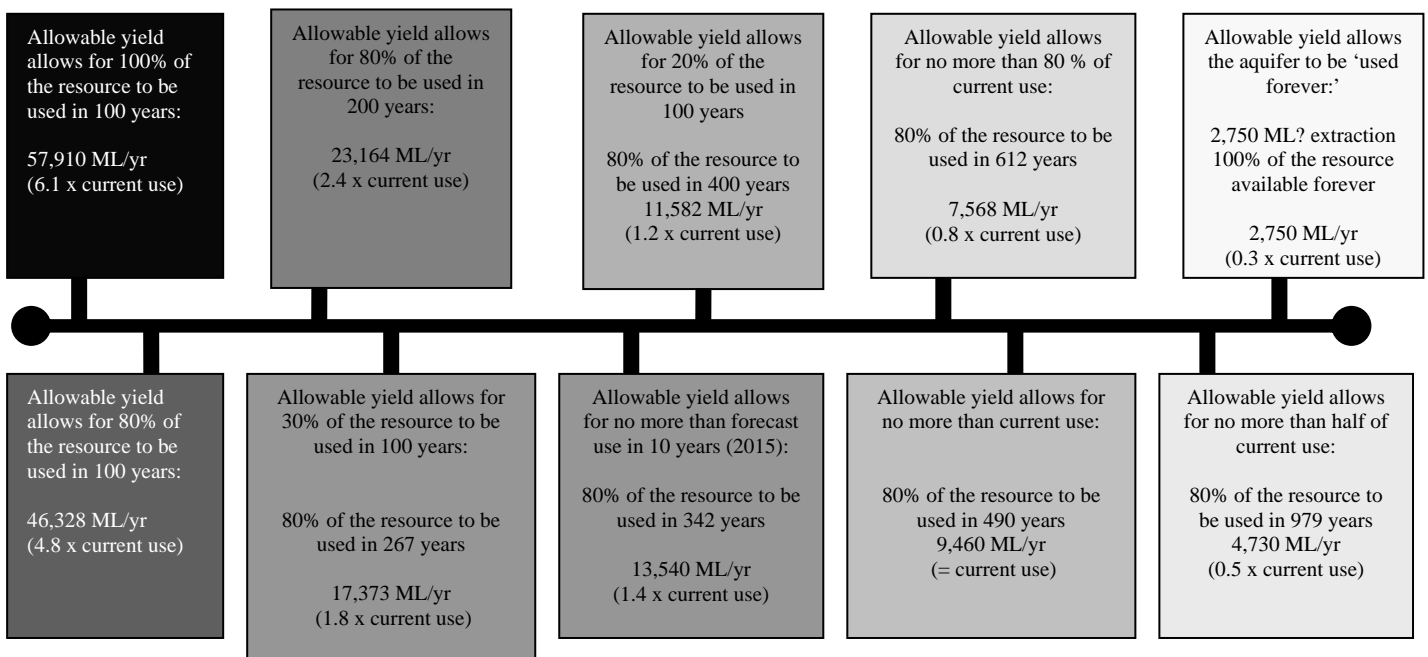 Allowable yield
allows for 100% of
the resource to be
used in 100 years:
57,910 ML/yr
(6.1 x current use)
Allowable yield allows
for 80% of the
resource to be used in
200 years:
23,164 ML/yr
(2.4 x current use)
Allowable yield allows
for 20% of the
resource to be used in
100 years
80% of the resource to
be used in 400 years
11,582 ML/yr
(1.2 x current use)
Allowable yield allows
for no more than 80 % of
current use:
80% of the resource to be
used in 612 years
7,568 ML/yr
(0.8 x current use)
Allowable yield allows
the aquifer to be ‘used
forever:’
2,750 ML? extraction
100% of the resource
available forever
2,750 ML/yr
(0.3 x current use)
Allowable yield
allows for 80% of
the resource to be
used in 100 years:
46,328 ML/yr
(4.8 x current use)
Allowable yield allows for
30% of the resource to be
used in 100 years:
80% of the resource to be
used in 267 years
17,373 ML/yr
(1.8 x current use)
Allowable yield allows
for no more than forecast
use in 10 years (2015):
80% of the resource to be
used in 342 years
13,540 ML/yr
(1.4 x current use)
Allowable yield allows for
no more than current use:
80% of the resource to be
used in 490 years
9,460 ML/yr
(= current use)
Allowable yield allows
for no more than half of
current use:
80% of the resource to
be used in 979 years
4,730 ML/yr
(0.5 x current use)